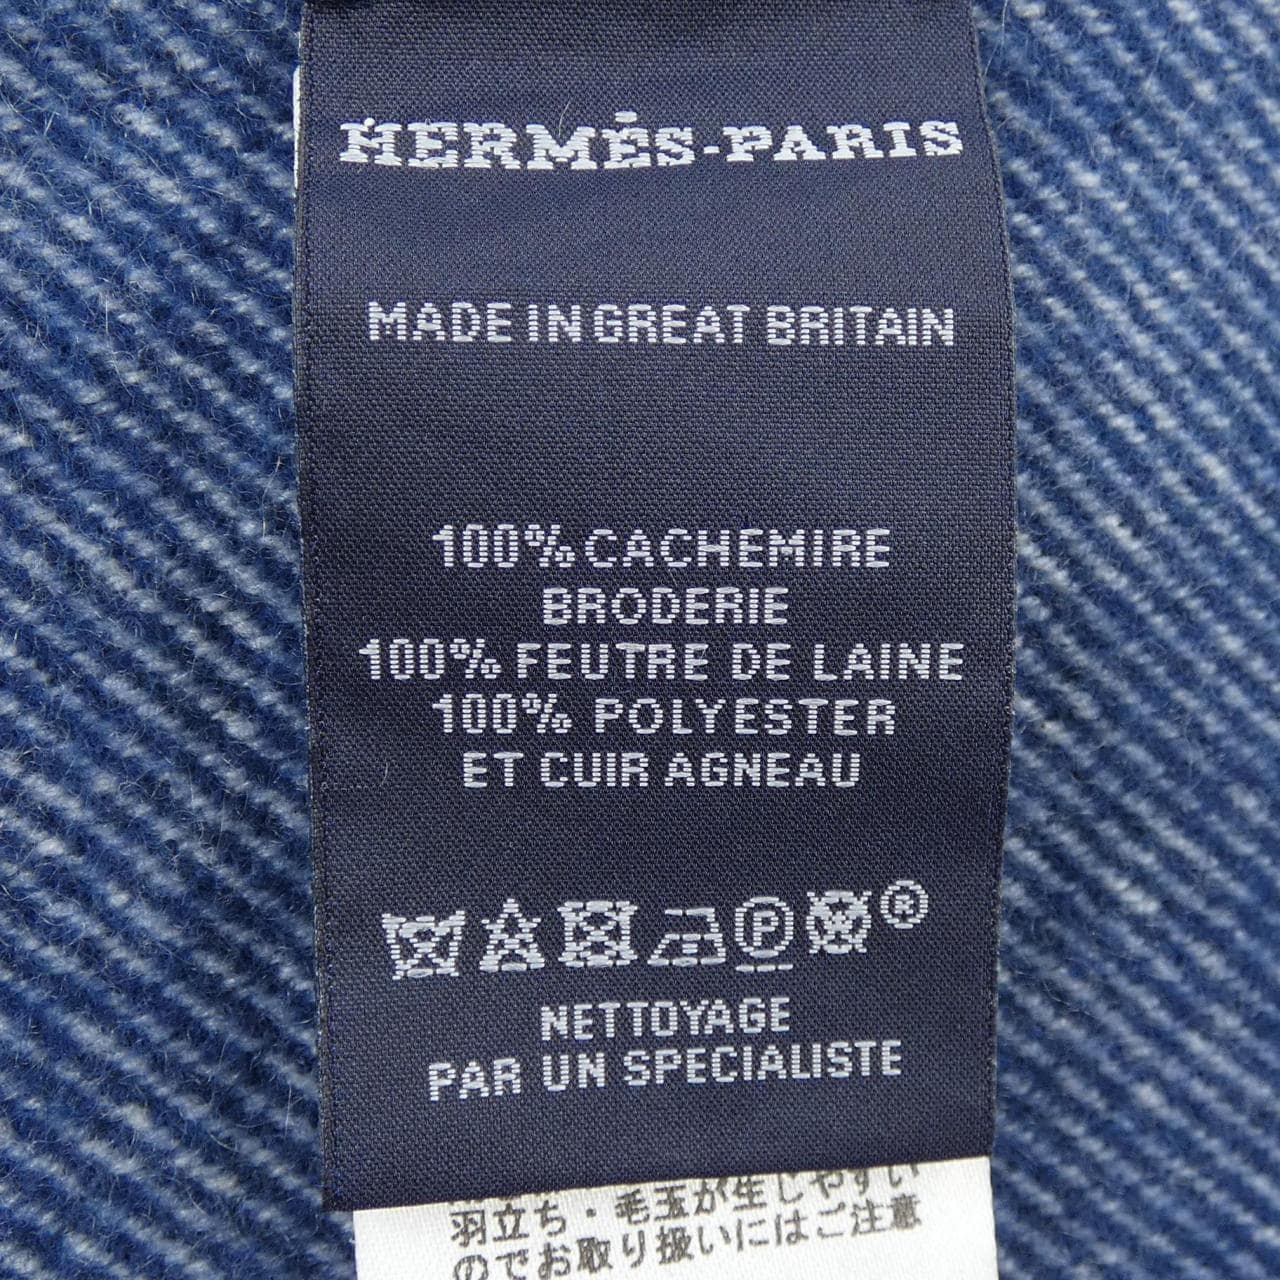 HERMÈS-PARIS
MADE IN GREAT BRITAIN
100% CACHEMIRE
BRODERIE
100% FEUTRE DE LAINE
100% POLYESTER
ET CUIR AGNEAU
P W ®
NETTOYAGE
PAR UN SPECIALISTE
羽立ち・毛玉が生しやすい
のでお取り扱いにはご注意